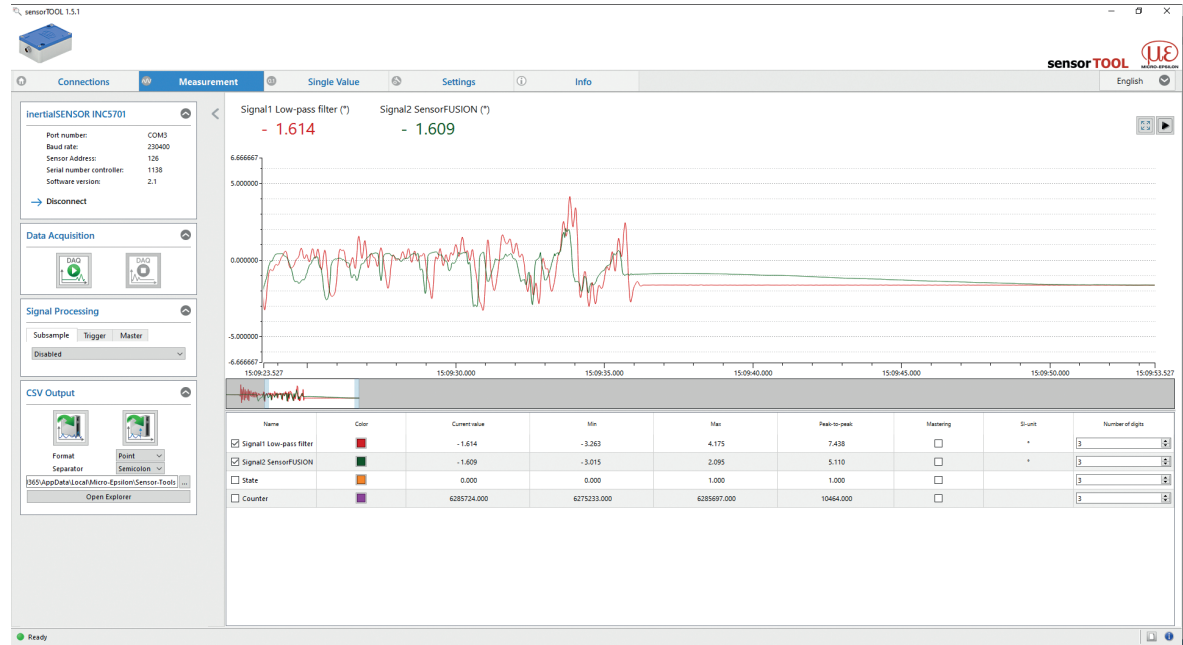 sensorTOOL 1.5.1
sensorTOOL
με
MICRO-EPSILON
Connections Measurement Single Value Settings Info English
inertialSENSOR INC5701
Port number: COM3
Baud rate: 230400
Sensor Address: 126
Serial number controller: 1138
Software version: 2.1
Disconnect
Data Acquisition
DAQ DAQ
Signal Processing
Subsample Trigger Master
Disabled
CSV Output
Format Point
Separator Semicolon
365\AppData\Local\Micro-Epsilon\Sensor-Tools ...
Open Explorer
Signal1 Low-pass filter (°) Signal2 SensorFUSION (°)
- 1.614 - 1.609
6.666667
5.000000
0.000000
-5.000000
-6.666667
15:09:23.527 15:09:30.000 15:09:35.000 15:09:40.000 15:09:45.000 15:09:50.000 15:09:53.527
Name Color Current value Min Max Peak-to-peak Mastering SI-unit Number of digits
Signal1 Low-pass filter - 1.614 - 3.263 4.175 7.438 ° 3
Signal2 SensorFUSION - 1.609 - 3.015 2.095 5.110 ° 3
State 0.000 0.000 1.000 1.000 3
Counter 6285724.000 6275233.000 6285697.000 10464.000 3
Ready